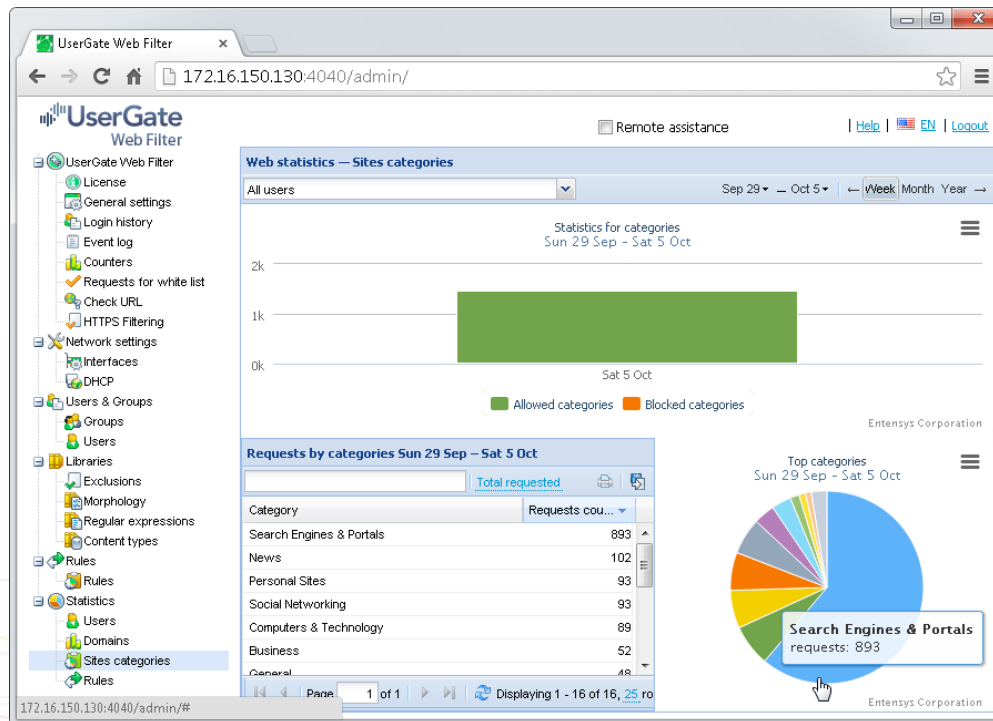 UserGate Web Filter
172.16.150.130:4040/admin/
UserGate
Web Filter
Remote assistance
| Help | EN | Logout
UserGate Web Filter
License
General settings
Login history
Event log
Counters
Requests for white list
Check URL
HTTPS Filtering
Network settings
Interfaces
DHCP
Users & Groups
Groups
Users
Libraries
Exclusions
Morphology
Regular expressions
Content types
Rules
Rules
Statistics
Users
Domains
Sites categories
Rules
172.16.150.130:4040/admin/#
Web statistics — Sites categories
All users
Sep 29 – Oct 5 ← Week Month Year →
Statistics for categories
Sun 29 Sep - Sat 5 Oct
2k
1k
0k
Sat 5 Oct
Allowed categories Blocked categories
Entensys Corporation
Requests by categories Sun 29 Sep – Sat 5 Oct
Total requested
Category Requests cou...
Search Engines & Portals 893
News 102
Personal Sites 93
Social Networking 93
Computers & Technology 89
Business 52
General 48
Page 1 of 1 Displaying 1 - 16 of 16, 25 ro
Top categories
Sun 29 Sep - Sat 5 Oct
Search Engines & Portals
requests: 893
Entensys Corporation